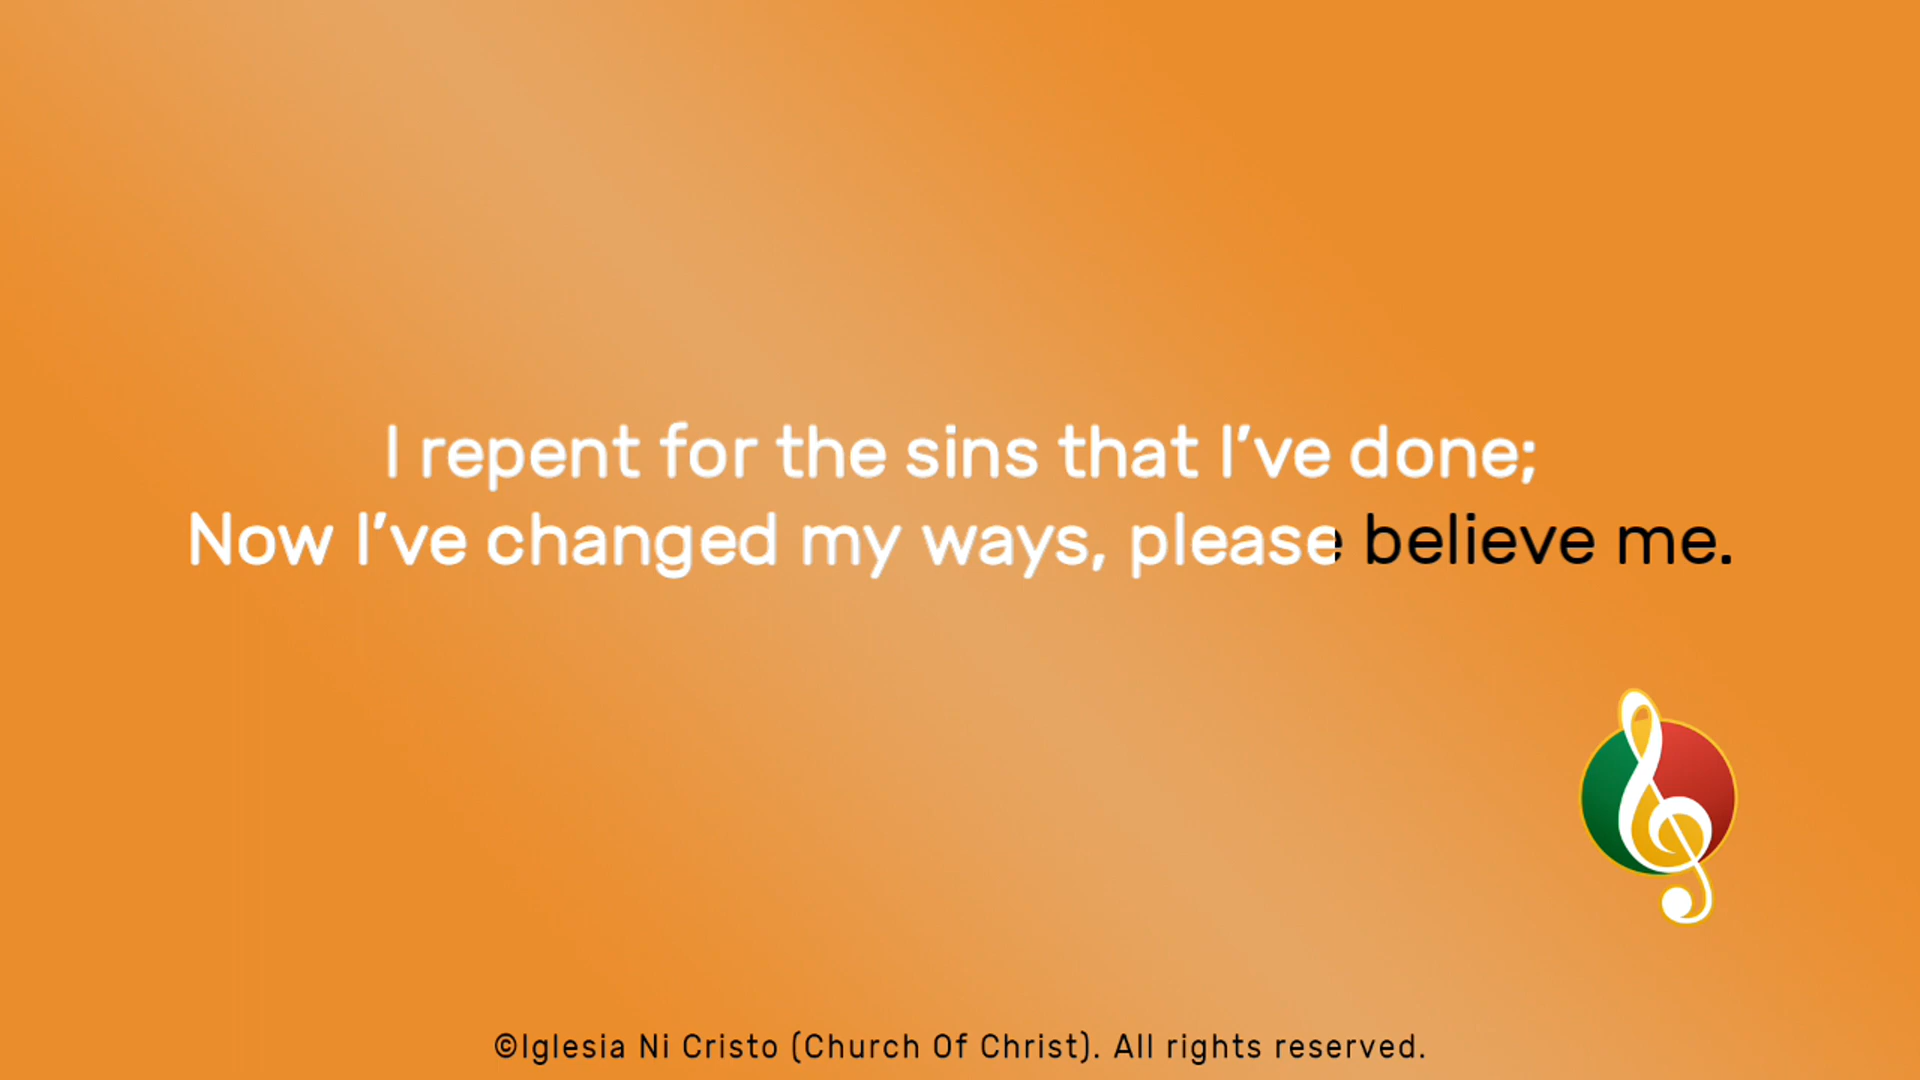 I repent for the sins that I've done;
Now I've changed my ways, please believe me.
©Iglesia Ni Cristo (Church Of Christ). All rights reserved.